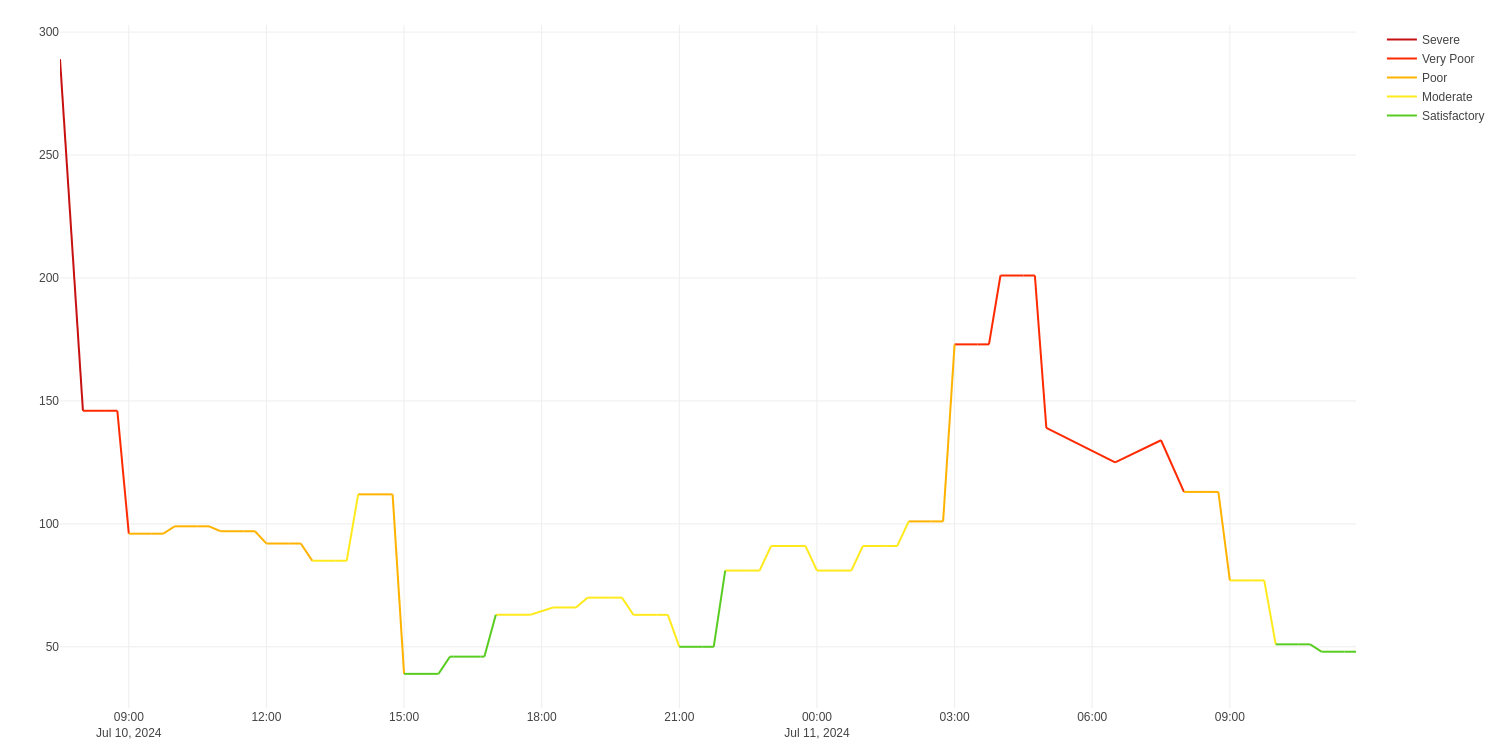 300
250
200
150
100
50
09:00
Jul 10, 2024
12:00
15:00
18:00
21:00
00:00
Jul 11, 2024
03:00
06:00
09:00
Severe
Very Poor
Poor
Moderate
Satisfactory